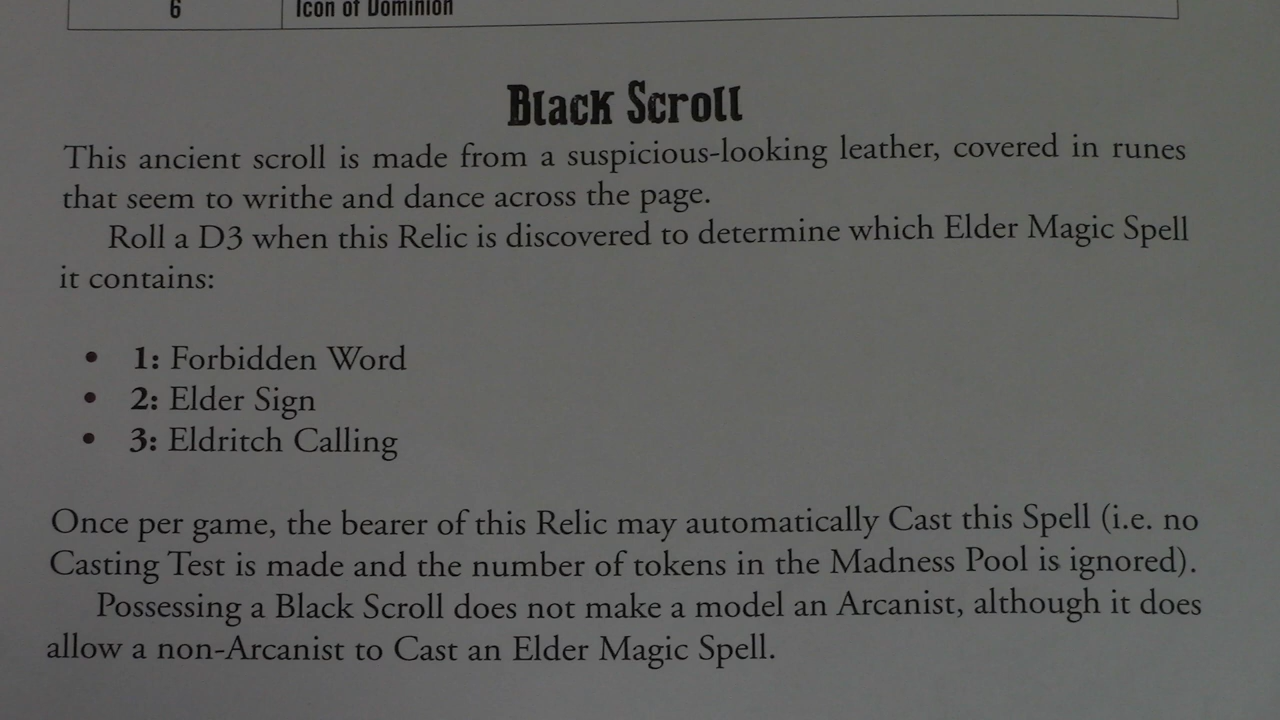 6 Icon of Dominion
Black Scroll
This ancient scroll is made from a suspicious-looking leather, covered in runes
that seem to writhe and dance across the page.
Roll a D3 when this Relic is discovered to determine which Elder Magic Spell
it contains:
• 1: Forbidden Word
• 2: Elder Sign
• 3: Eldritch Calling
Once per game, the bearer of this Relic may automatically Cast this Spell (i.e. no
Casting Test is made and the number of tokens in the Madness Pool is ignored).
Possessing a Black Scroll does not make a model an Arcanist, although it does
allow a non-Arcanist to Cast an Elder Magic Spell.